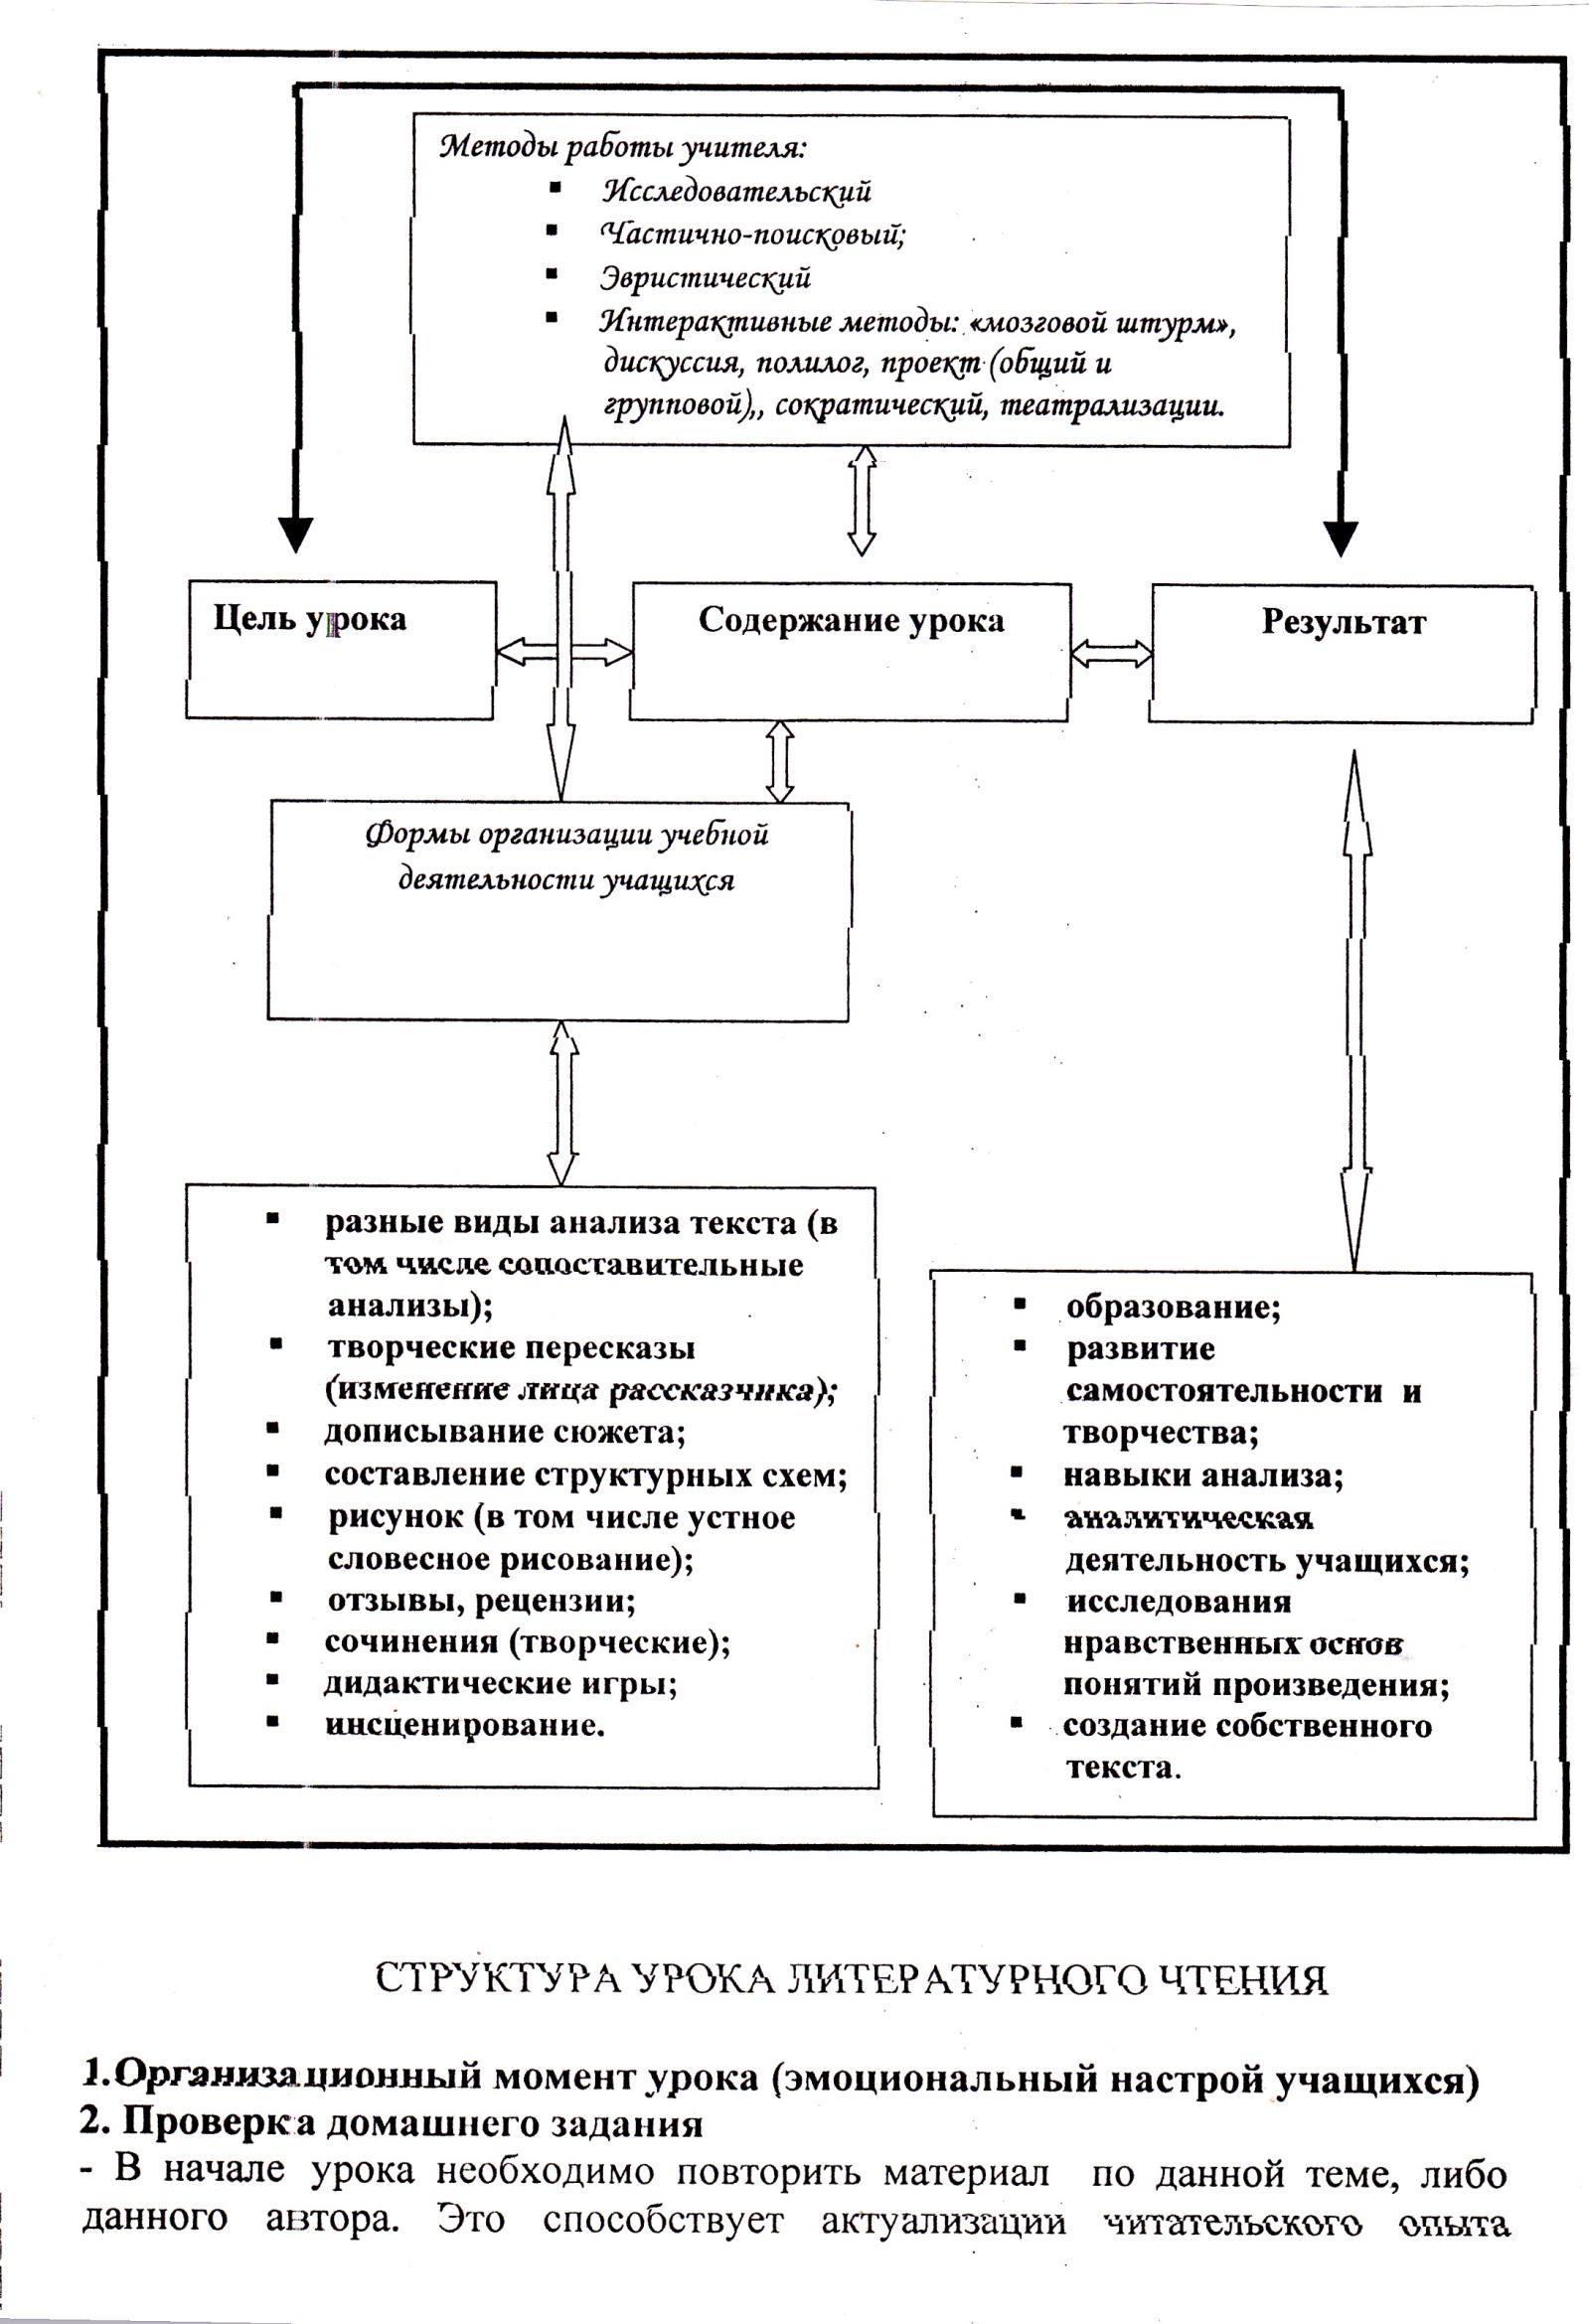 Методы работы учителя:
▪ Исследовательский
▪ Частично-поисковый;
▪ Эвристический
▪ Интерактивные методы: «мозговой штурм»,
дискуссия, полилог, проект (общий и
групповой),, сократический, театрализации.
Цель урока
Содержание урока
Результат
Формы организации учебной
деятельности учащихся
▪ разные виды анализа текста (в
том числе сопоставительные
анализы);
▪ творческие пересказы
(изменение лица рассказчика);
▪ дописывание сюжета;
▪ составление структурных схем;
▪ рисунок (в том числе устное
словесное рисование);
▪ отзывы, рецензии;
▪ сочинения (творческие);
▪ дидактические игры;
▪ инсценирование.
▪ образование;
▪ развитие
самостоятельности и
творчества;
▪ навыки анализа;
▪ аналитическая
деятельность учащихся;
▪ исследования
нравственных основ
понятий произведения;
▪ создание собственного
текста.
СТРУКТУРА УРОКА ЛИТЕРАТУРНОГО ЧТЕНИЯ
1.Организационный момент урока (эмоциональный настрой учащихся)
2. Проверка домашнего задания
- В начале урока необходимо повторить материал по данной теме, либо
данного автора. Это способствует актуализации читательского опыта